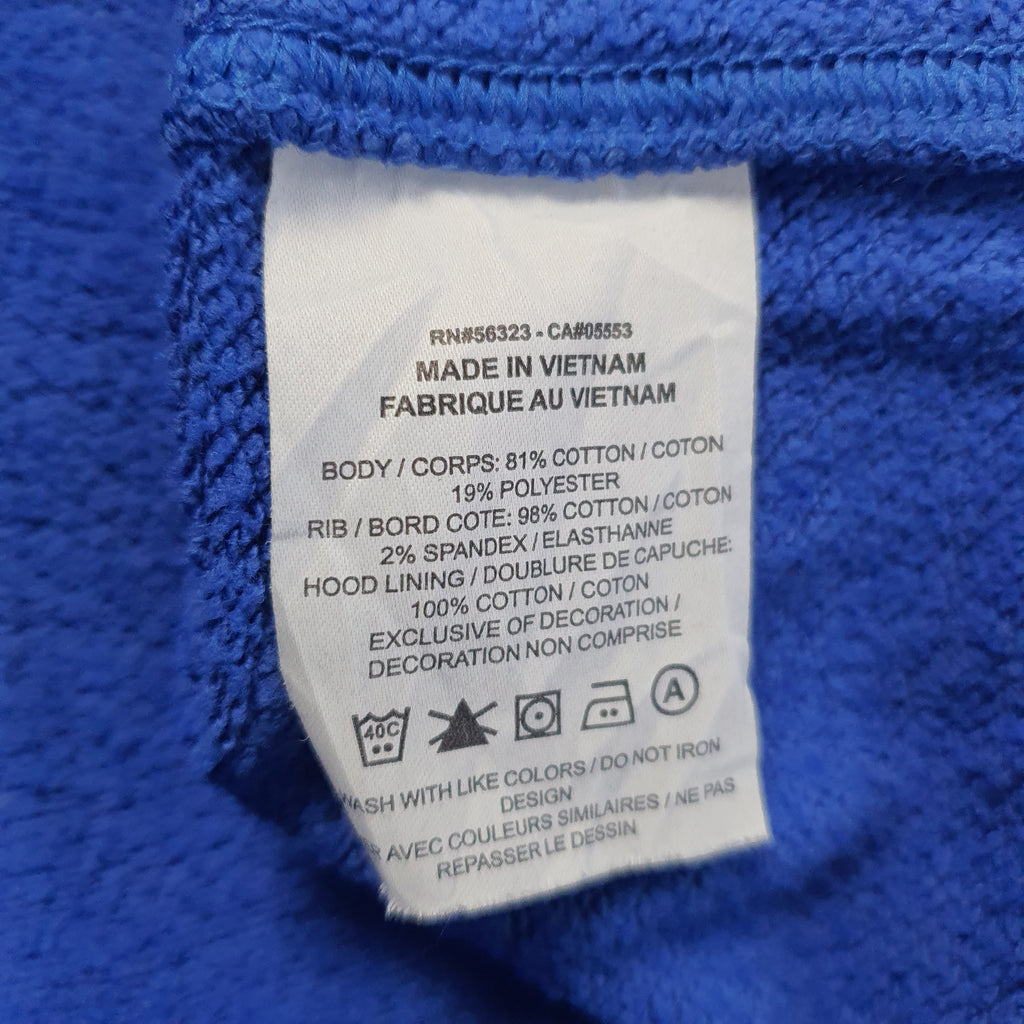 RN#56323 - CA#05553
MADE IN VIETNAM
FABRIQUE AU VIETNAM
BODY / CORPS: 81% COTTON / COTON
19% POLYESTER
RIB / BORD COTE: 98% COTTON / COTON
2% SPANDEX / ELASTHANNE
HOOD LINING / DOUBLURE DE CAPUCHE:
100% COTTON / COTON
EXCLUSIVE OF DECORATION /
DECORATION NON COMPRISE
40C A
WASH WITH LIKE COLORS / DO NOT IRON
DESIGN
AVEC COULEURS SIMILAIRES / NE PAS
REPASSER LE DESSIN